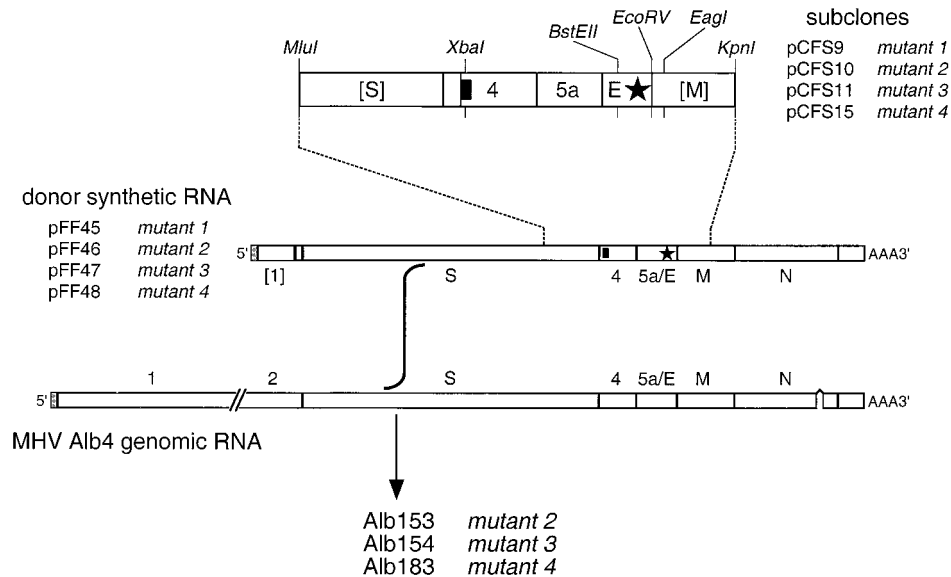 subclones
pCFS9 mutant 1
pCFS10 mutant 2
pCFS11 mutant 3
pCFS15 mutant 4
MluI XbaI BstEII EcoRV EagI KpnI
[S] 4 5a E [M]
donor synthetic RNA
pFF45 mutant 1
pFF46 mutant 2
pFF47 mutant 3
pFF48 mutant 4
5' AAA3'
[1] S 4 5a/E M N
1 2 S 4 5a/E M N
5' AAA3'
MHV Alb4 genomic RNA
Alb153 mutant 2
Alb154 mutant 3
Alb183 mutant 4